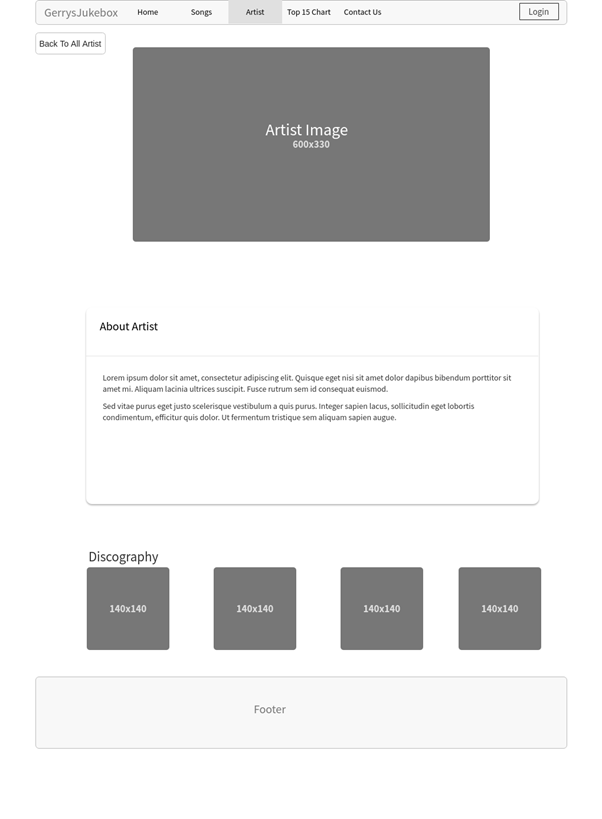 GerrysJukebox Home Songs Artist Top 15 Chart Contact Us Login
Back To All Artist
Artist Image
600x330
About Artist
Lorem ipsum dolor sit amet, consectetur adipiscing elit. Quisque eget nisi sit amet dolor dapibus bibendum porttitor sit
amet mi. Aliquam lacinia ultrices suscipit. Fusce rutrum sem id consequat euismod.
Sed vitae purus eget justo scelerisque vestibulum a quis purus. Integer sapien lacus, sollicitudin eget lobortis
condimentum, efficitur quis dolor. Ut fermentum tristique sem aliquam sapien augue.
Discography
140x140 140x140 140x140 140x140
Footer